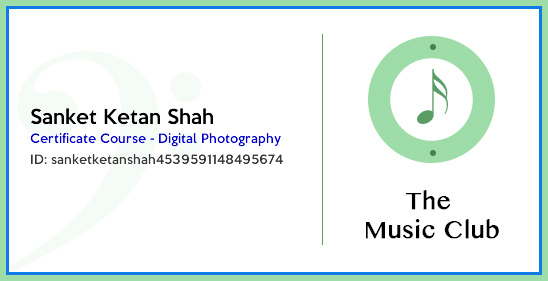 Sanket Ketan Shah
Certificate Course - Digital Photography
ID: sanketketanshah4539591148495674
The
Music Club